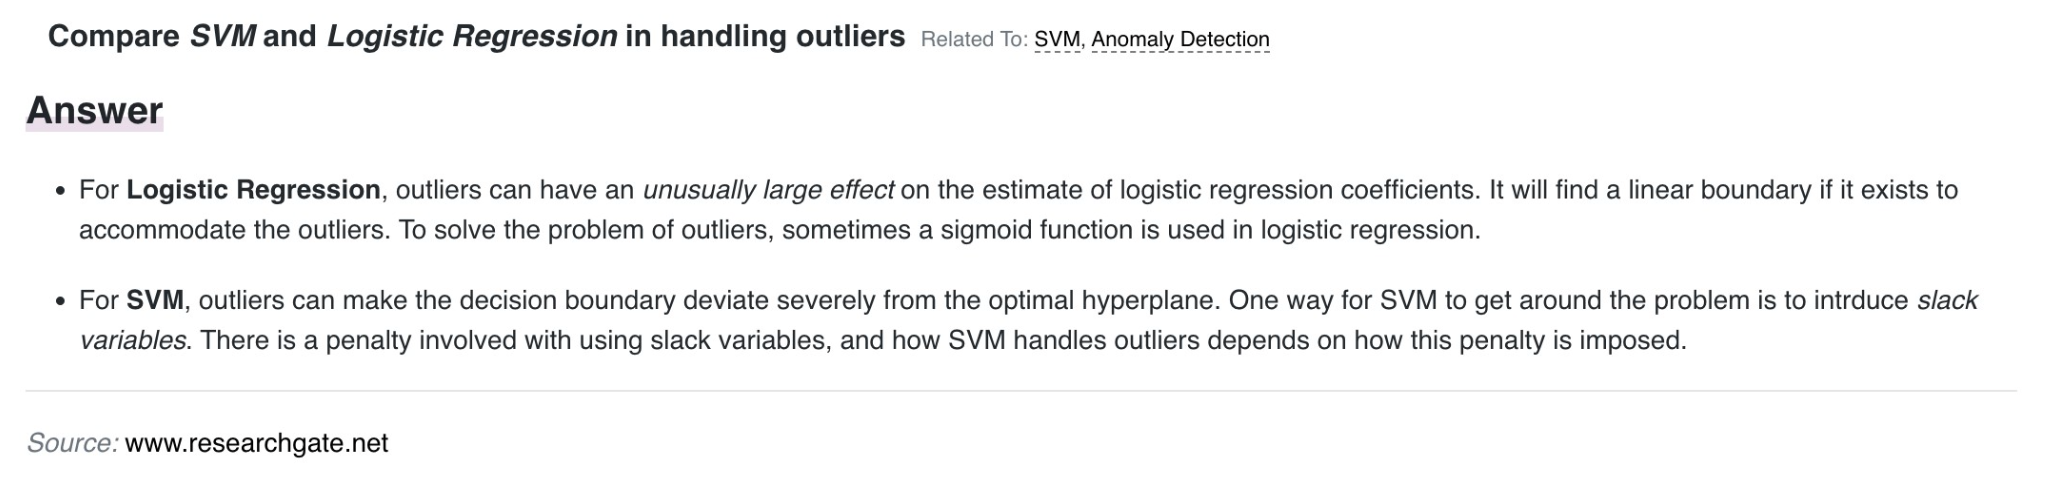 Compare SVM and Logistic Regression in handling outliers Related To: SVM, Anomaly Detection
Answer
• For Logistic Regression, outliers can have an unusually large effect on the estimate of logistic regression coefficients. It will find a linear boundary if it exists to
accommodate the outliers. To solve the problem of outliers, sometimes a sigmoid function is used in logistic regression.
• For SVM, outliers can make the decision boundary deviate severely from the optimal hyperplane. One way for SVM to get around the problem is to intrduce slack
variables. There is a penalty involved with using slack variables, and how SVM handles outliers depends on how this penalty is imposed.
Source: www.researchgate.net